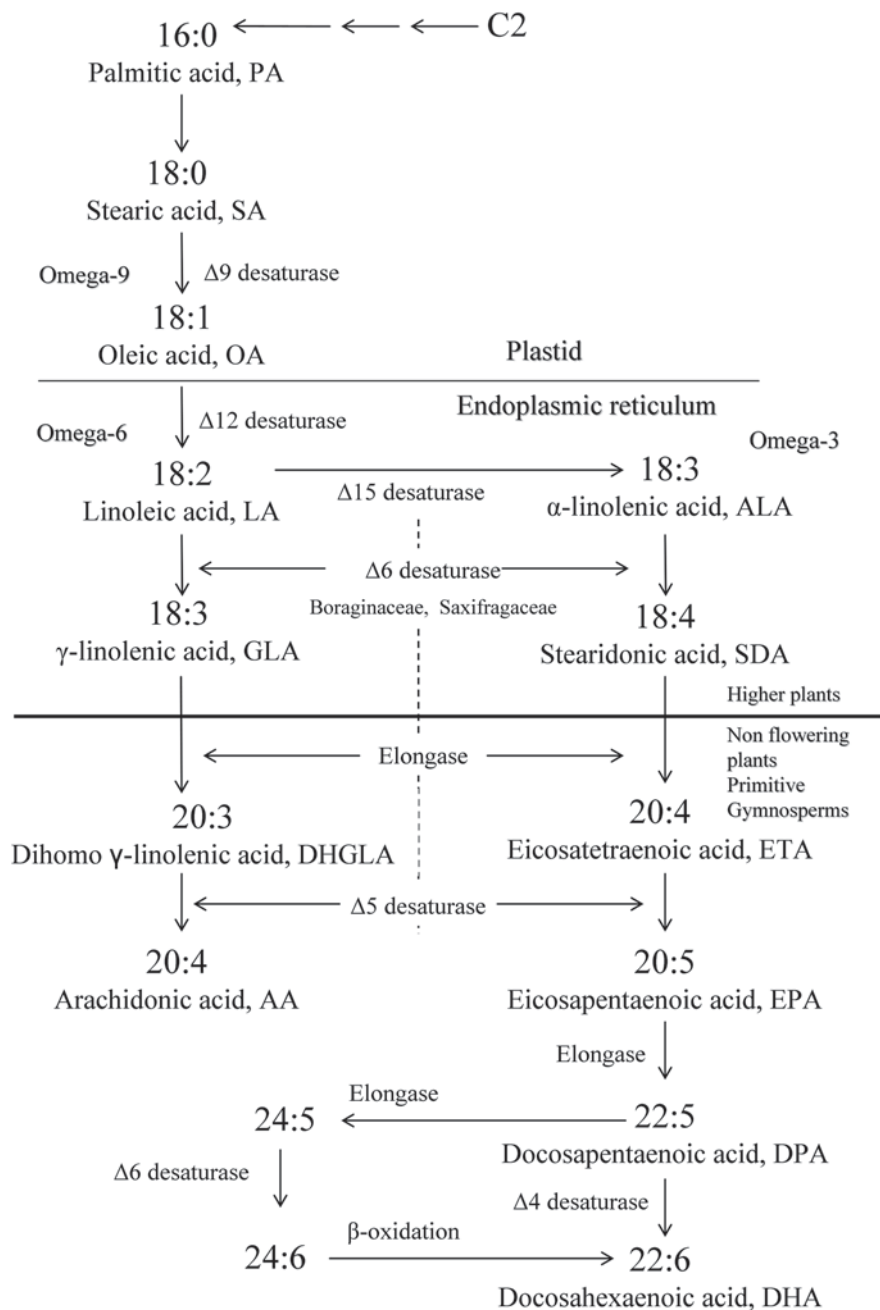 16:0
C2
Palmitic acid, PA
18:0
Stearic acid, SA
Omega-9
Δ9 desaturase
18:1
Oleic acid, OA
Plastid
Endoplasmic reticulum
Δ12 desaturase
Omega-6
Omega-3
18:2
18:3
Δ15 desaturase
Linoleic acid, LA
α-linolenic acid, ALA
Δ6 desaturase
Boraginaceae, Saxifragaceae
18:3
18:4
γ-linolenic acid, GLA
Stearidonic acid, SDA
Higher plants
Non flowering
plants
Primitive
Gymnosperms
Elongase
20:3
20:4
Dihomo γ-linolenic acid, DHGLA
Eicosatetraenoic acid, ETA
Δ5 desaturase
20:4
20:5
Arachidonic acid, AA
Eicosapentaenoic acid, EPA
Elongase
Elongase
24:5
22:5
Docosapentaenoic acid, DPA
Δ6 desaturase
Δ4 desaturase
β-oxidation
24:6
22:6
Docosahexaenoic acid, DHA